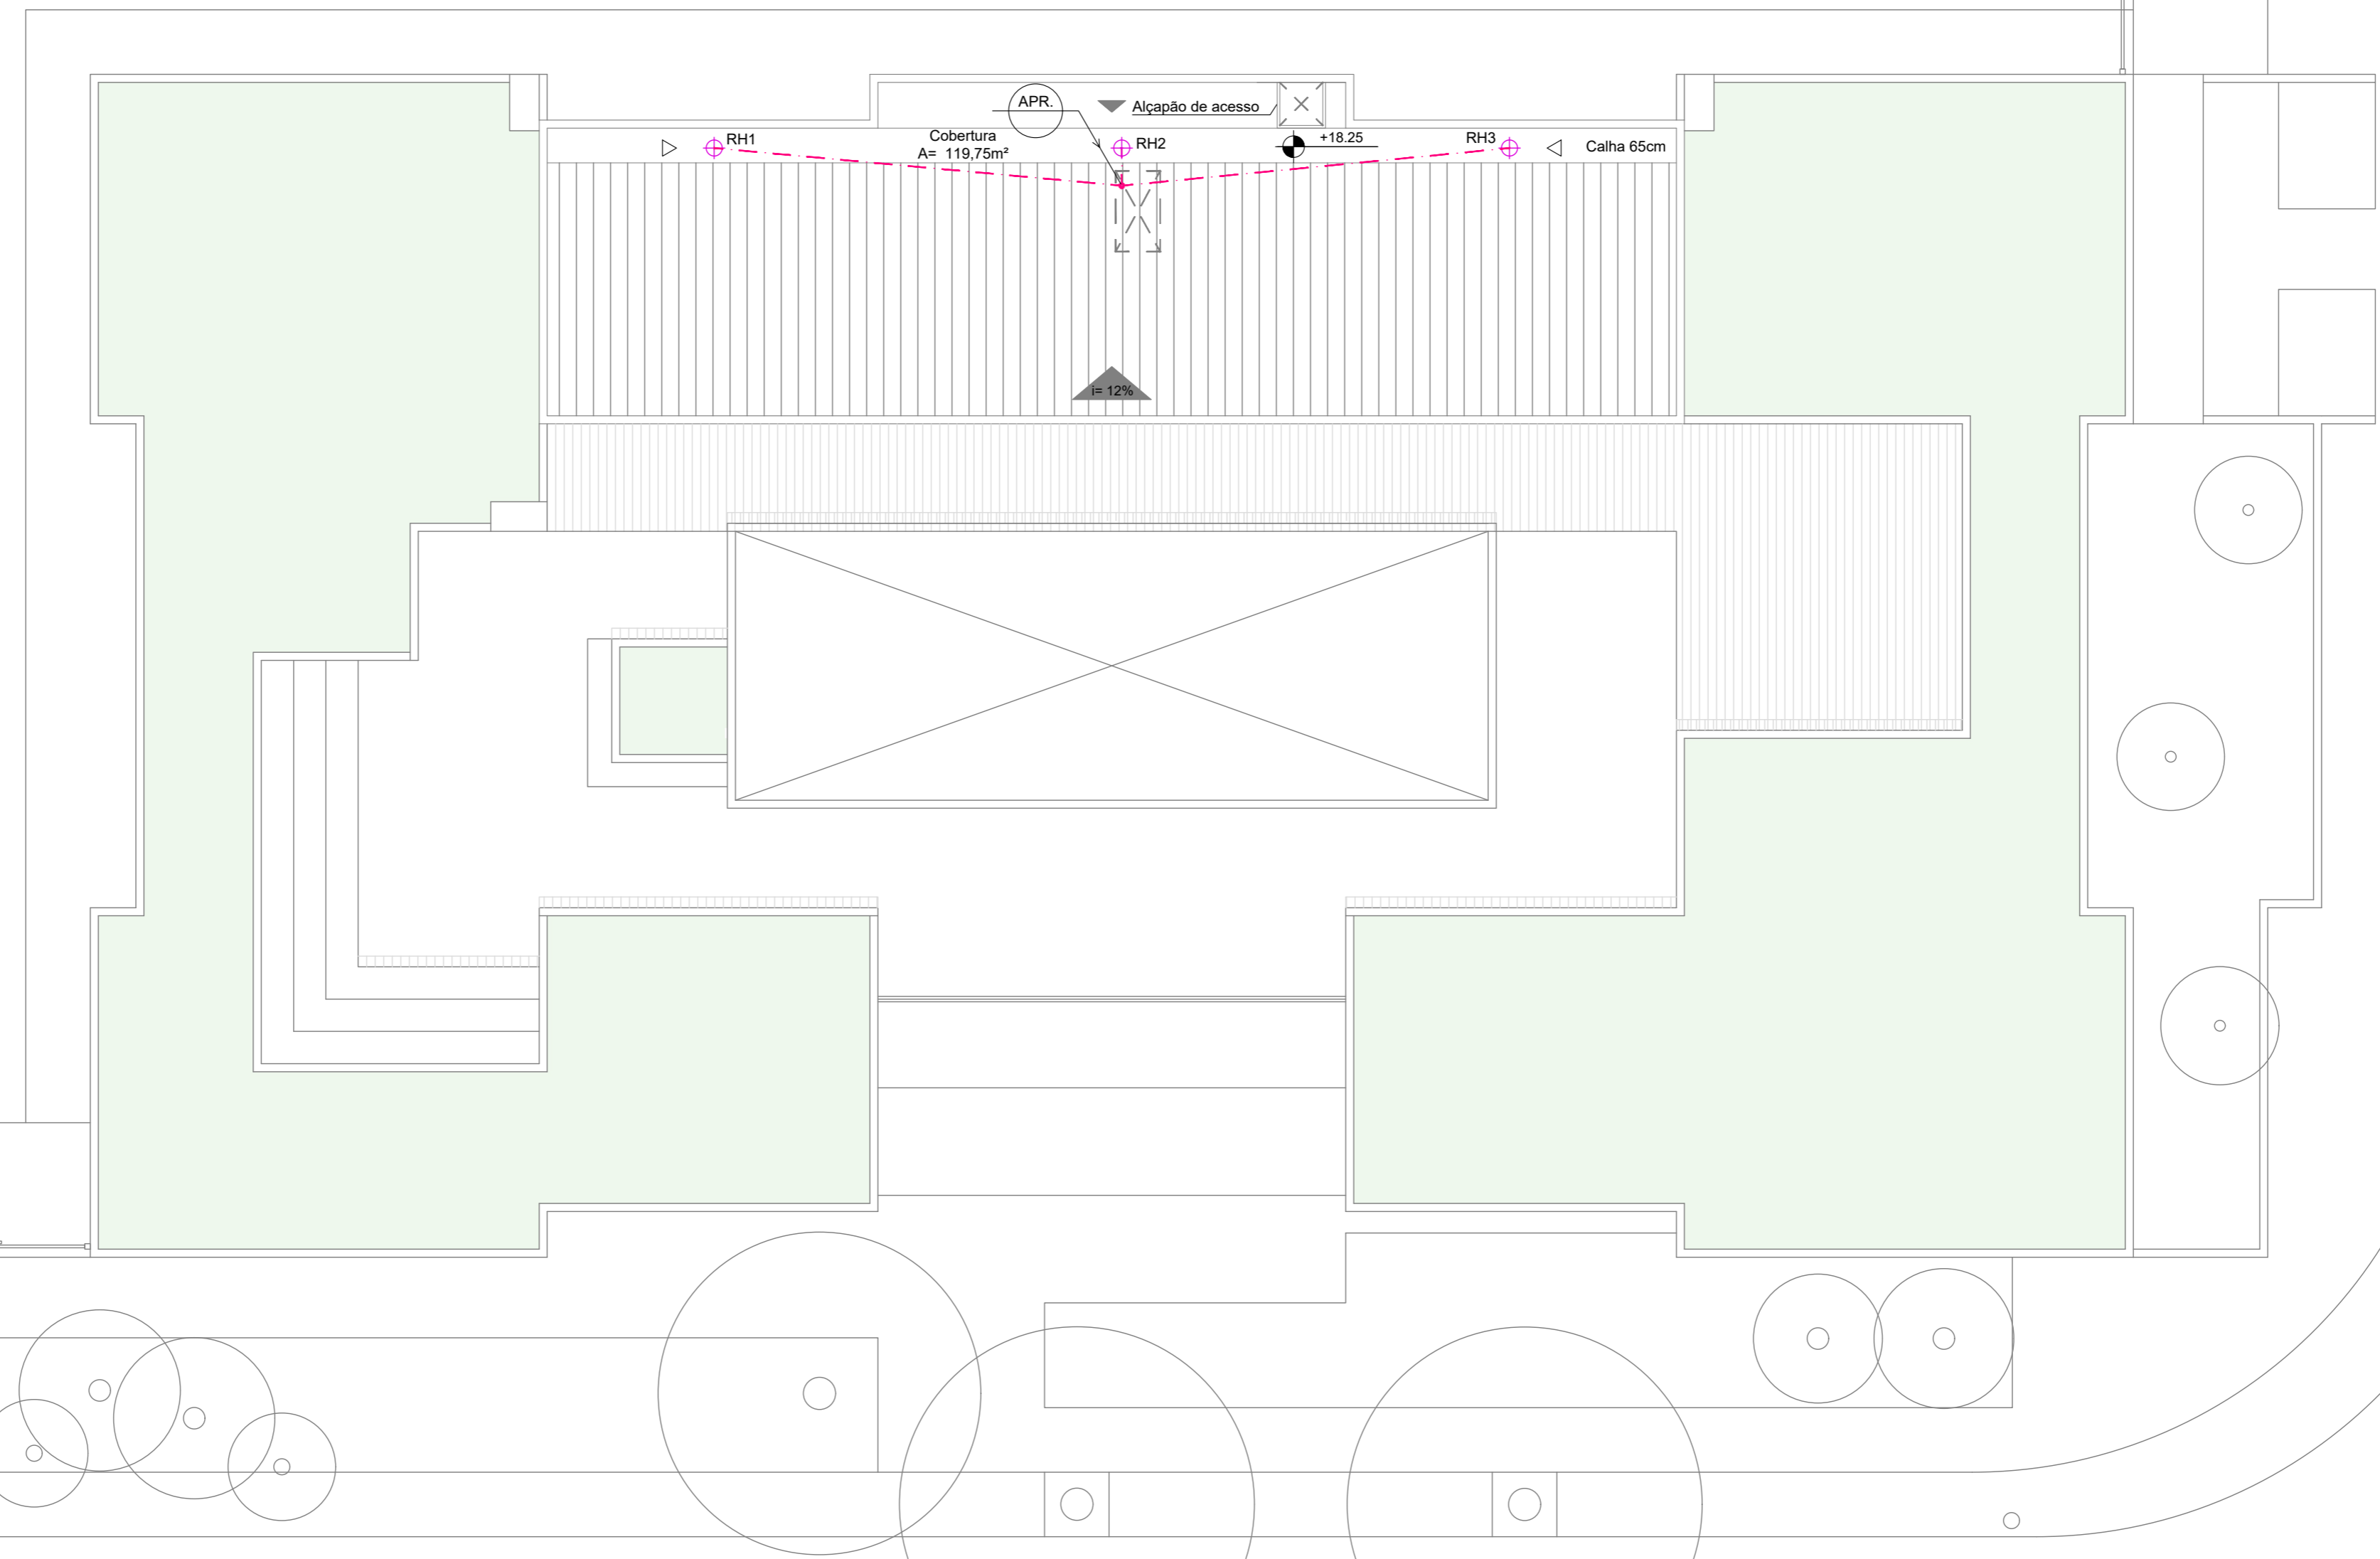 APR.
Alçapão de acesso
RH1
Cobertura
A= 119,75m²
RH2
+18.25
RH3
Calha 65cm
i= 12%